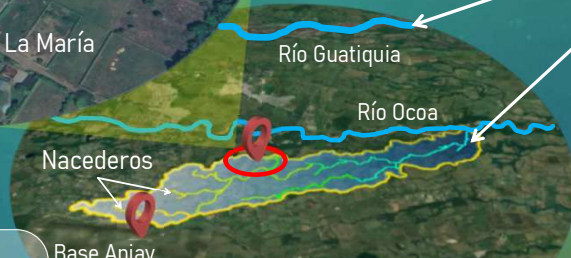 La María
Río Guatiquia
Río Ocoa
Nacederos
Base Apiay